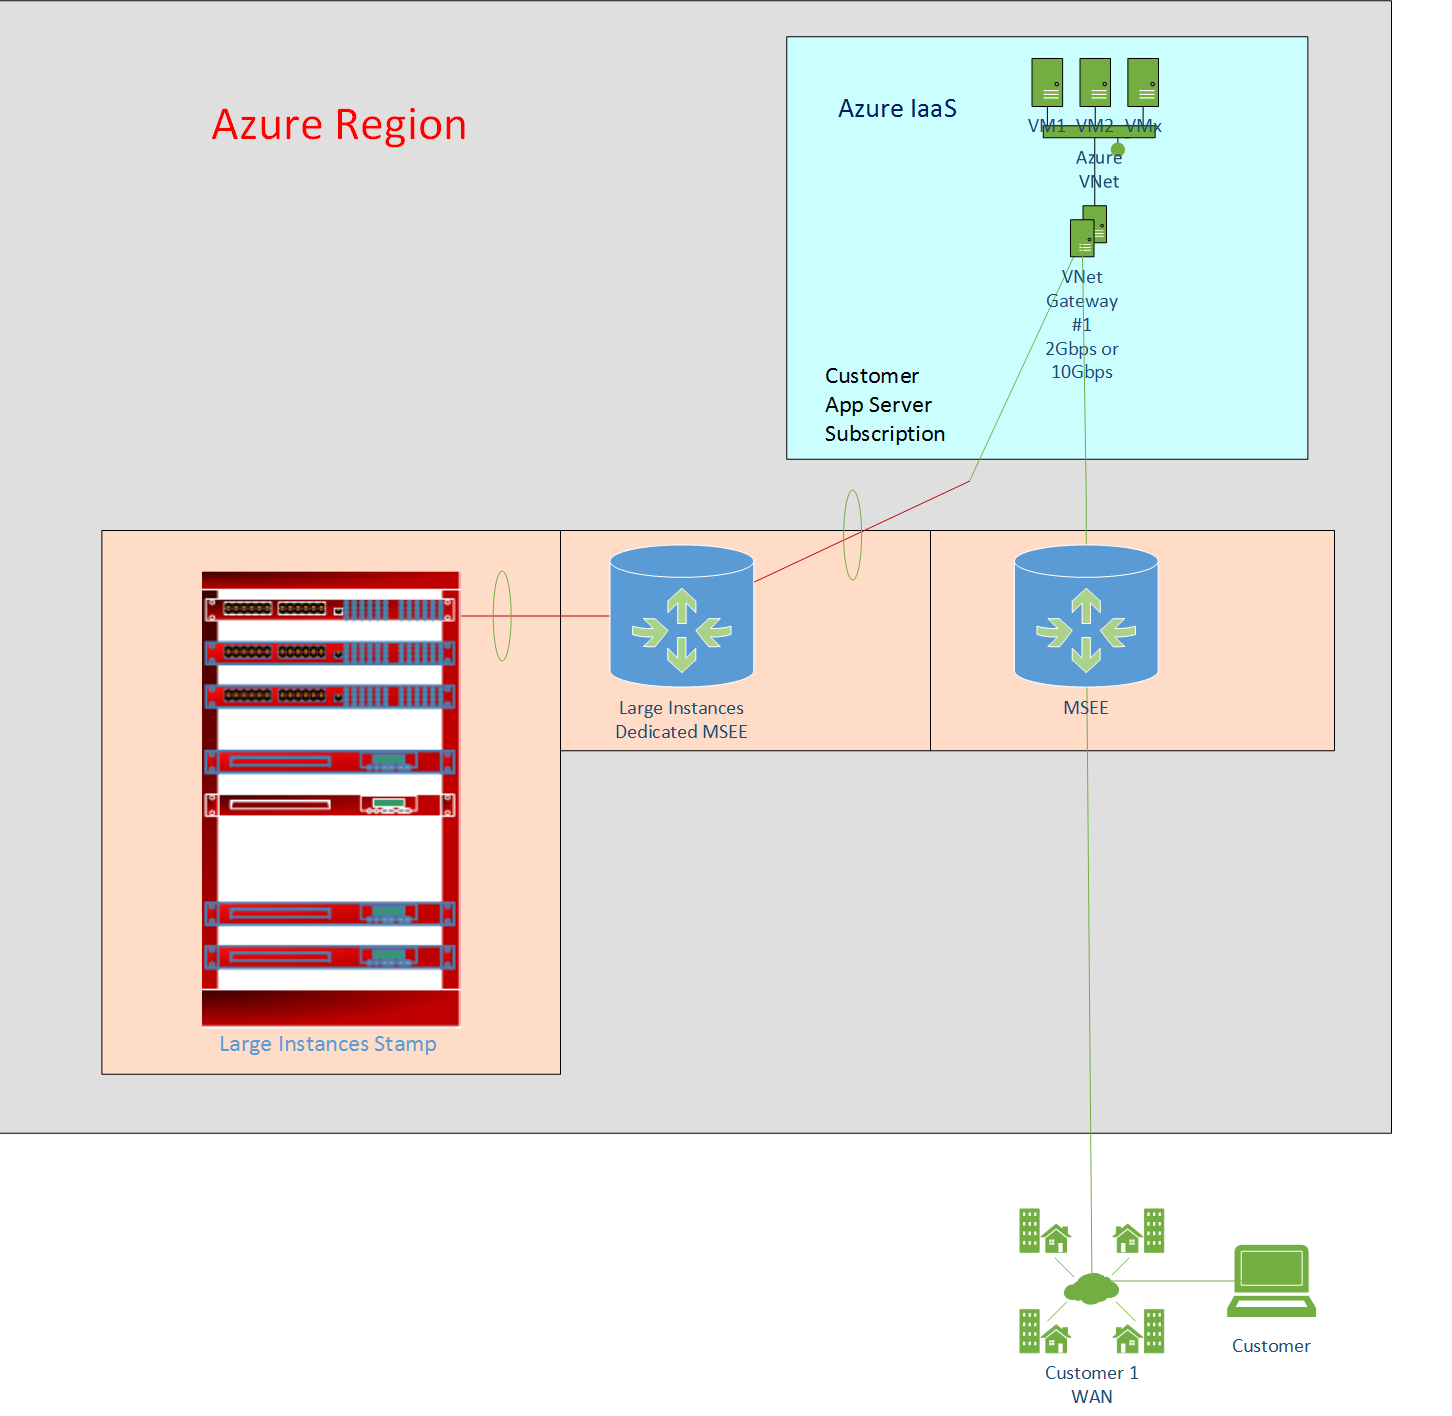 Azure Region
Azure IaaS
VM1 VM2 VMx
Azure
VNet
VNet
Gateway
#1
2Gbps or
10Gbps
Customer
App Server
Subscription
Large Instances
Dedicated MSEE
MSEE
Large Instances Stamp
Customer 1
WAN
Customer